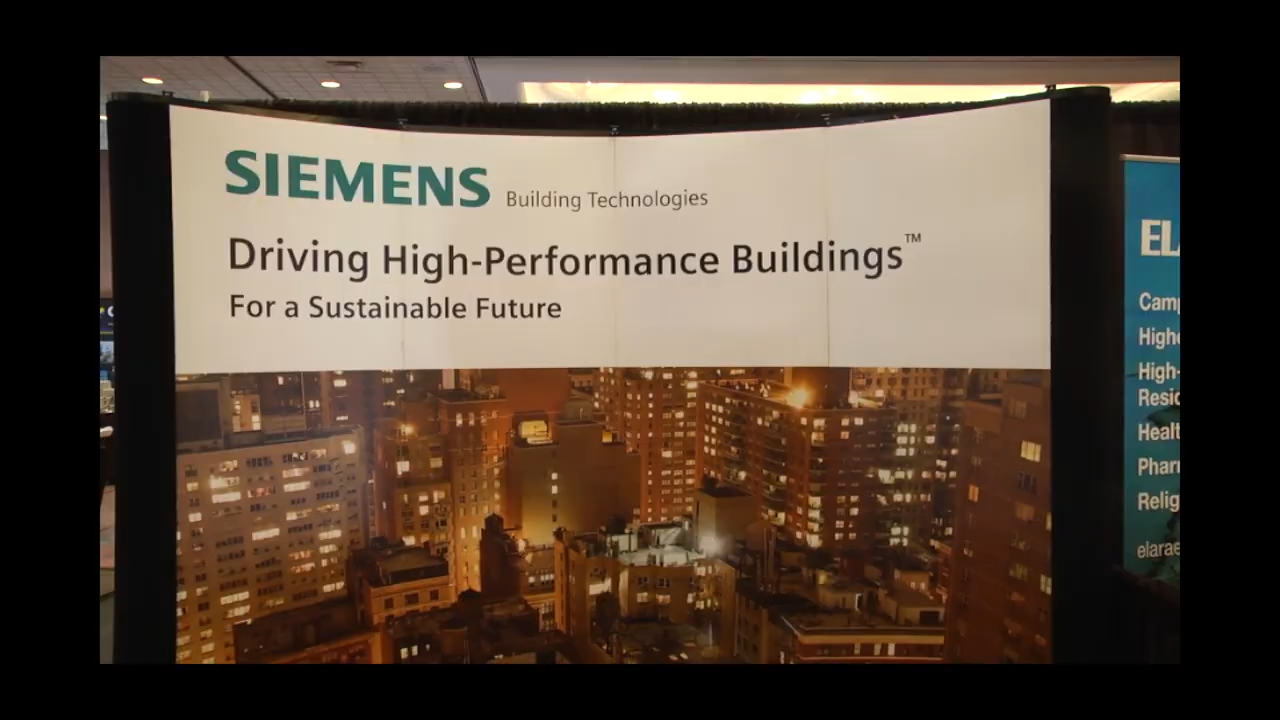 SIEMENS Building Technologies
Driving High-Performance Buildings™
For a Sustainable Future